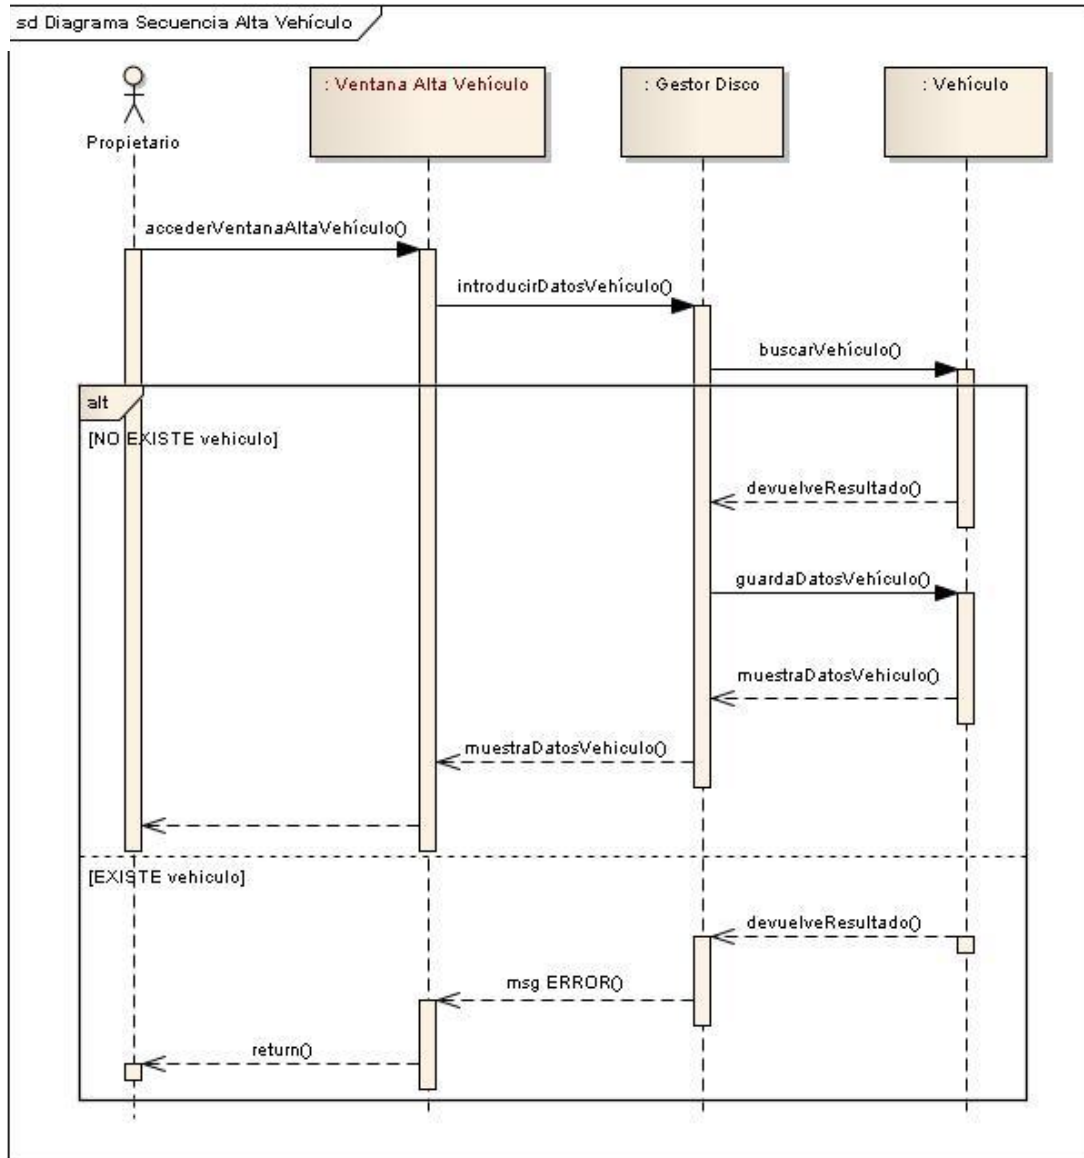 sd Diagrama Secuencia Alta Vehículo
: Ventana Alta Vehículo
: Gestor Disco
: Vehículo
Propietario
accederVentanaAltaVehículo()
introducirDatosVehículo()
buscarVehículo()
alt
[NO EXISTE vehiculo]
devuelveResultado()
guardaDatosVehículo()
muestraDatosVehiculo()
muestraDatosVehiculo()
[EXISTE vehiculo]
devuelveResultado()
msg ERROR()
return()